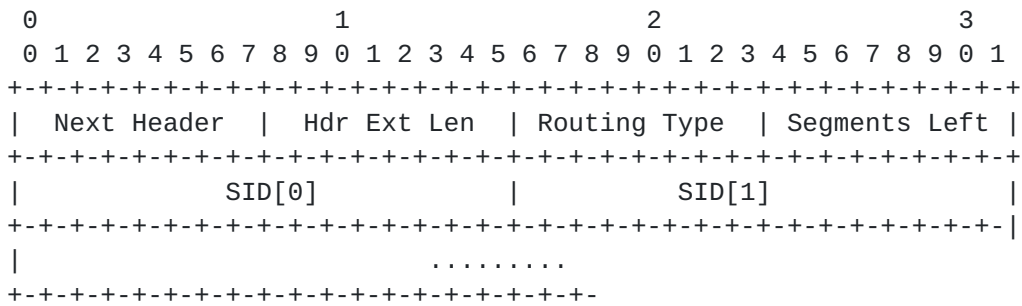 0                   1                   2                   3
 0 1 2 3 4 5 6 7 8 9 0 1 2 3 4 5 6 7 8 9 0 1 2 3 4 5 6 7 8 9 0 1
+-+-+-+-+-+-+-+-+-+-+-+-+-+-+-+-+-+-+-+-+-+-+-+-+-+-+-+-+-+-+-+-+
|  Next Header  |  Hdr Ext Len  | Routing Type  | Segments Left |
+-+-+-+-+-+-+-+-+-+-+-+-+-+-+-+-+-+-+-+-+-+-+-+-+-+-+-+-+-+-+-+-+
|             SID[0]            |          SID[1]               |
+-+-+-+-+-+-+-+-+-+-+-+-+-+-+-+-+-+-+-+-+-+-+-+-+-+-+-+-+-+-+-+-|
|                          .........
+-+-+-+-+-+-+-+-+-+-+-+-+-+-+-+-+-+-+-